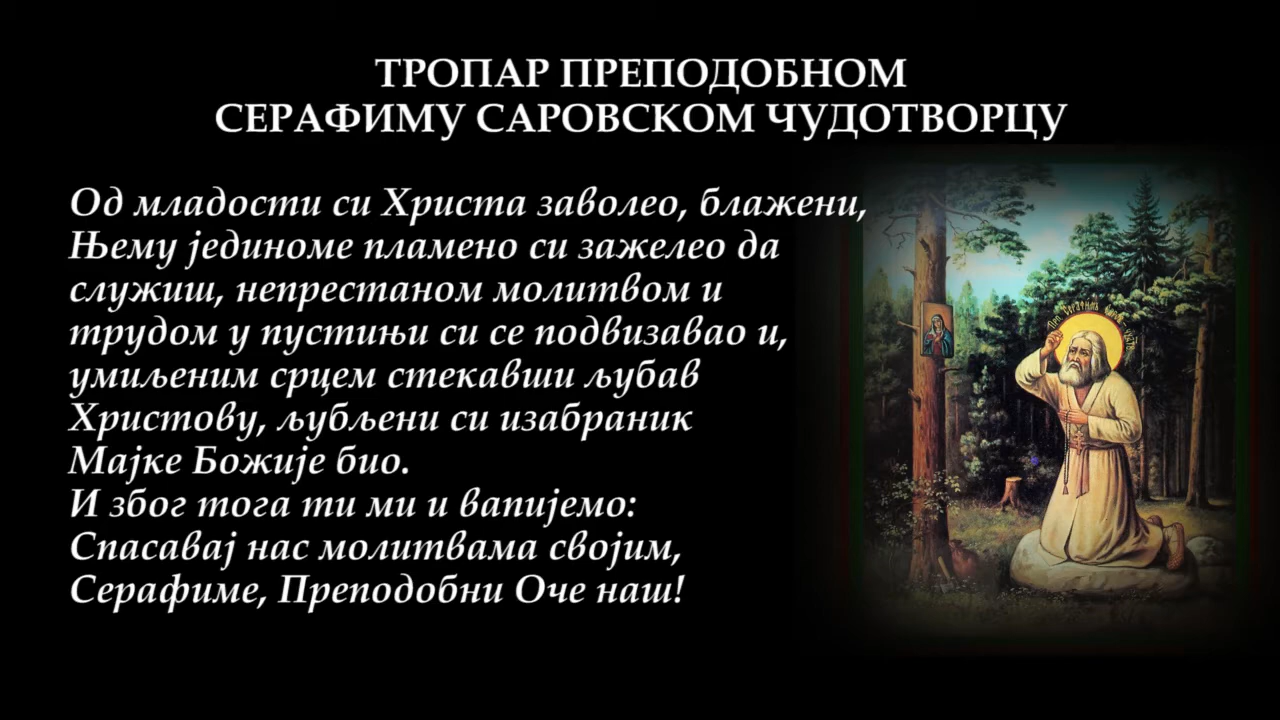 ТРОПАР ПРЕПОДОБНОМ
СЕРАФИМУ САРОВСКОМ ЧУДОТВОРЦУ
Од младости си Христа заволео, блажени,
Њему јединоме пламено си зажелео да
служиш, непрестаном молитвом и
трудом у пустињи си се подвизавао и,
умиљеним срцем стекавши љубав
Христову, љубљени си изабраник
Мајке Божије био.
И због тога ти ми и вапијемо:
Спасавај нас молитвама својим,
Серафиме, Преподобни Оче наш!